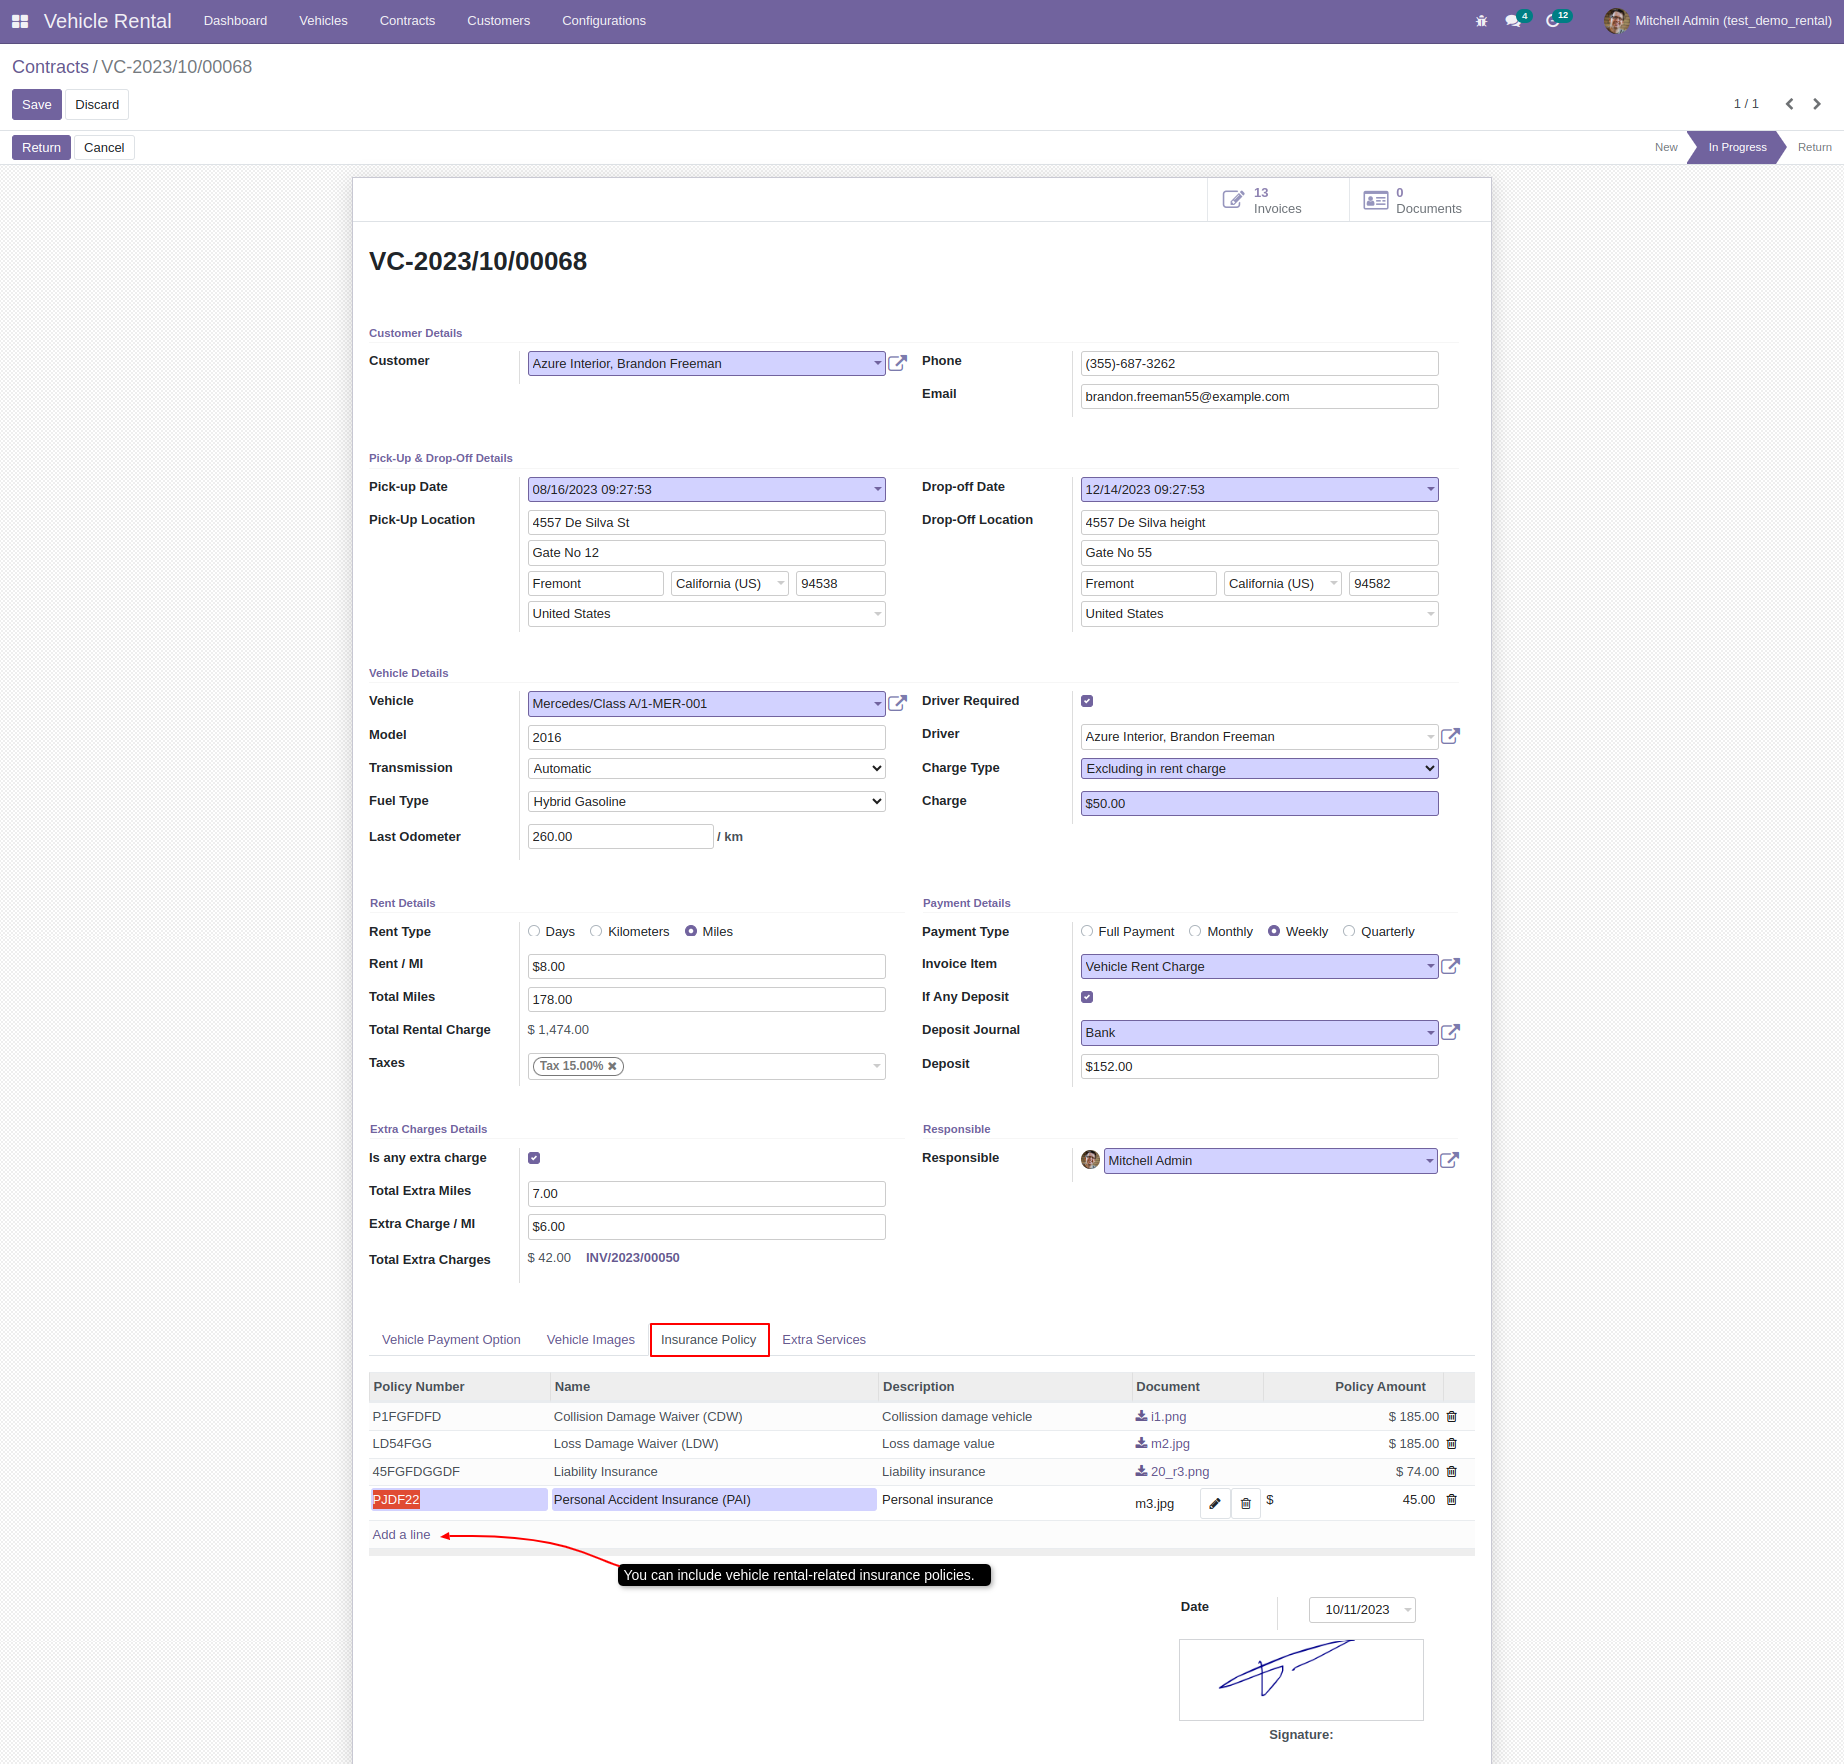 Vehicle Rental Dashboard Vehicles Contracts Customers Configurations 4 12 Mitchell Admin (test_demo_rental)
Contracts / VC-2023/10/00068
Save Discard 1 / 1
Return Cancel New In Progress Return
13 Invoices 0 Documents
VC-2023/10/00068
Customer Details
Customer Azure Interior, Brandon Freeman Phone (355)-687-3262
Email brandon.freeman55@example.com
Pick-Up & Drop-Off Details
Pick-up Date 08/16/2023 09:27:53 Drop-off Date 12/14/2023 09:27:53
Pick-Up Location 4557 De Silva St Drop-Off Location 4557 De Silva height
Gate No 12 Gate No 55
Fremont California (US) 94538 Fremont California (US) 94582
United States United States
Vehicle Details
Vehicle Mercedes/Class A/1-MER-001 Driver Required
Model 2016 Driver Azure Interior, Brandon Freeman
Transmission Automatic Charge Type Excluding in rent charge
Fuel Type Hybrid Gasoline Charge $50.00
Last Odometer 260.00 / km
Rent Details Payment Details
Rent Type Days Kilometers Miles Payment Type Full Payment Monthly Weekly Quarterly
Rent / MI $8.00 Invoice Item Vehicle Rent Charge
Total Miles 178.00 If Any Deposit
Total Rental Charge $ 1,474.00 Deposit Journal Bank
Taxes Tax 15.00% Deposit $152.00
Extra Charges Details Responsible
Is any extra charge Responsible Mitchell Admin
Total Extra Miles 7.00
Extra Charge / MI $6.00
Total Extra Charges $ 42.00 INV/2023/00050
Vehicle Payment Option Vehicle Images Insurance Policy Extra Services
Policy Number Name Description Document Policy Amount
P1FGFDFD Collision Damage Waiver (CDW) Collission damage vehicle i1.png $ 185.00
LD54FGG Loss Damage Waiver (LDW) Loss damage value m2.jpg $ 185.00
45FGFDGGDF Liability Insurance Liability insurance 20_r3.png $ 74.00
PJDF22 Personal Accident Insurance (PAI) Personal insurance m3.jpg $ 45.00
Add a line
You can include vehicle rental-related insurance policies.
Date 10/11/2023
Signature: